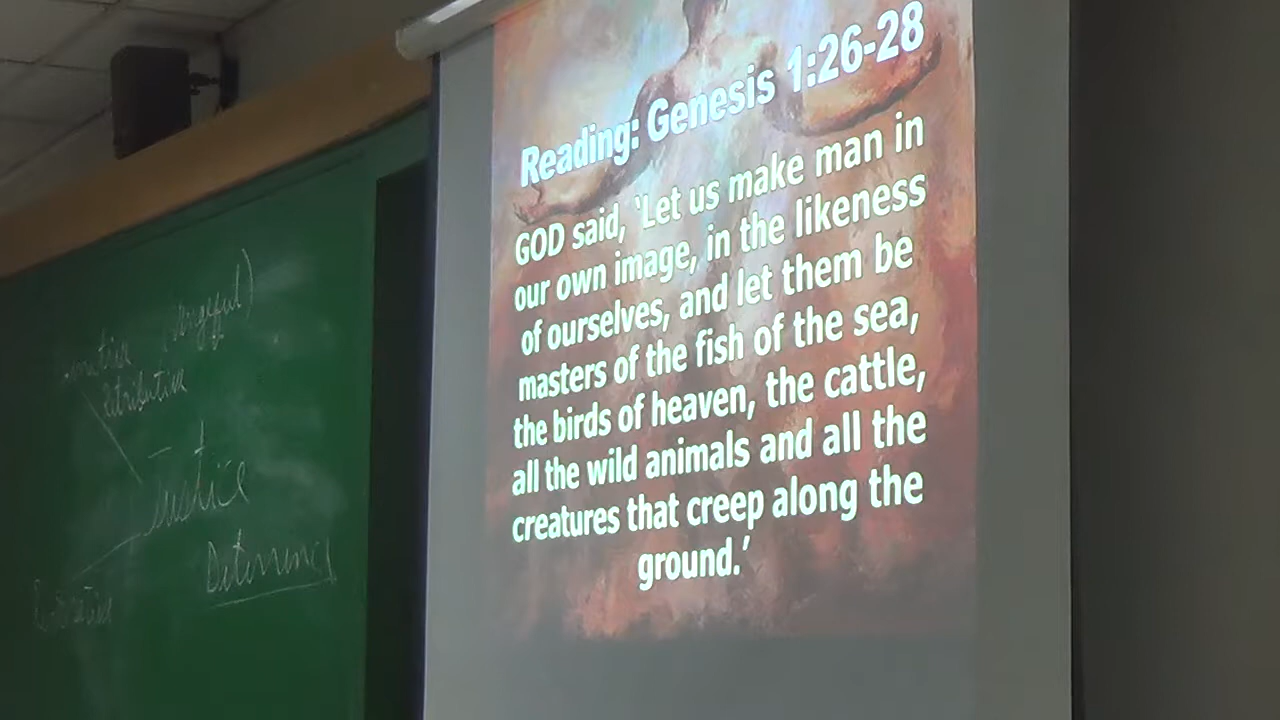 Reading: Genesis 1:26-28
GOD said, ‘Let us make man in
our own image, in the likeness
of ourselves, and let them be
masters of the fish of the sea,
the birds of heaven, the cattle,
all the wild animals and all the
creatures that creep along the
ground.’
Justice